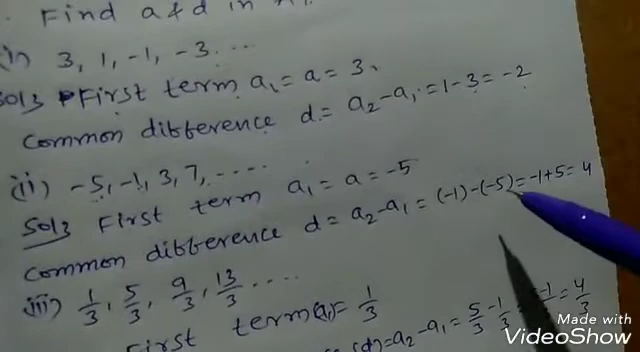 Find a & d in
(i) 3, 1, -1, -3 ....
Sol: First term a₁ = a = 3.
Common difference d = a₂ - a₁ = 1 - 3 = -2
(ii) -5, -1, 3, 7, .....
Sol: First term a₁ = a = -5
Common difference d = a₂ - a₁ = (-1) - (-5) = -1 + 5 = 4
(iii) 1/3, 5/3, 9/3, 13/3 ....
First term (a₁) = 1/3
(d) = a₂ - a₁ = 5/3 - 1/3 = -1/3 = 4/3
Made with
VideoShow